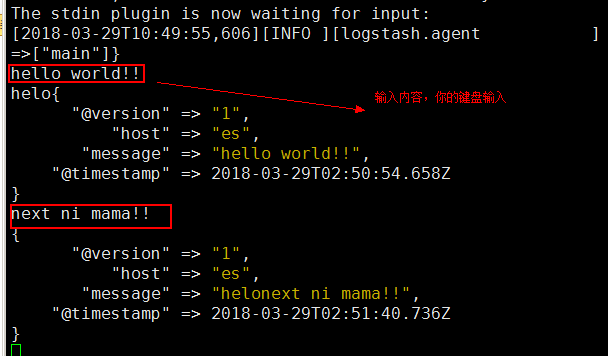 The stdin plugin is now waiting for input:
[2018-03-29T10:49:55,606][INFO ][logstash.agent           ]
=>["main"]}
hello world!!
输入内容，你的键盘输入
helo{
      "@version" => "1",
          "host" => "es",
       "message" => "hello world!!",
    "@timestamp" => 2018-03-29T02:50:54.658Z
}
next ni mama!!
{
      "@version" => "1",
          "host" => "es",
       "message" => "helonext ni mama!!",
    "@timestamp" => 2018-03-29T02:51:40.736Z
}